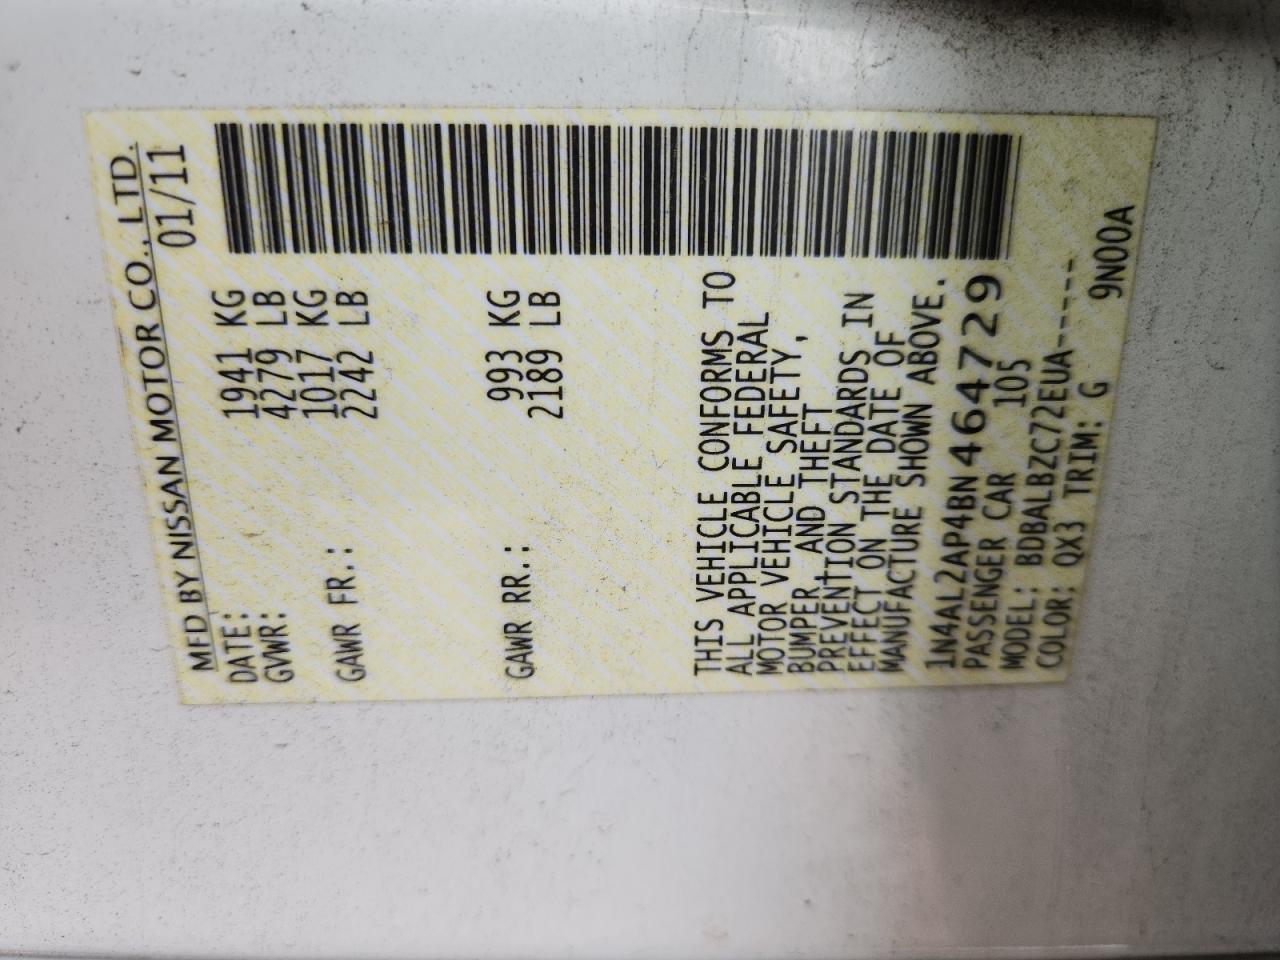 MFD BY NISSAN MOTOR CO., LTD.
DATE: 01/11
GVWR: 1941 KG
4279 LB
GAWR FR.: 1017 KG
2242 LB
GAWR RR.: 993 KG
2189 LB
THIS VEHICLE CONFORMS TO
ALL APPLICABLE FEDERAL
MOTOR VEHICLE SAFETY,
BUMPER, AND THEFT
PREVENTION STANDARDS IN
EFFECT ON THE DATE OF
MANUFACTURE SHOWN ABOVE.
1N4AL2AP4BN464729
PASSENGER CAR 105
MODEL: BDBALBZC72EUA-----
COLOR: QX3 TRIM: G 9N00A